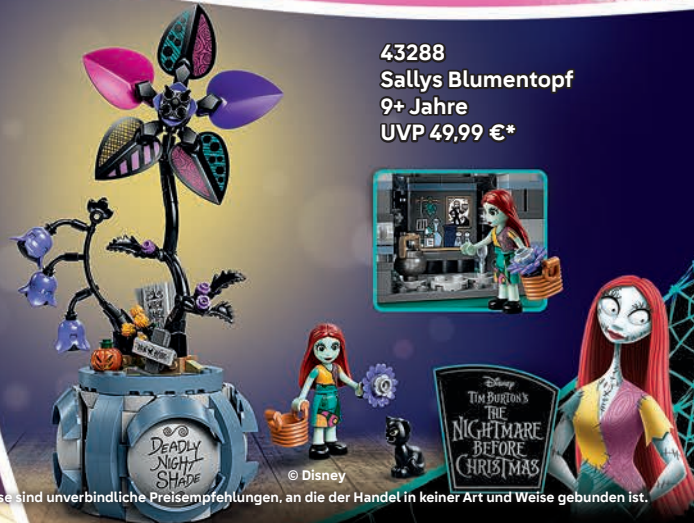 43288
Sallys Blumentopf
9+ Jahre
UVP 49,99 €*
DEADLY
NIGHT
SHADE
Disney
TIM BURTON'S
THE
NIGHTMARE
BEFORE
CHRISTMAS
© Disney
sind unverbindliche Preisempfehlungen, an die der Handel in keiner Art und Weise gebunden ist.